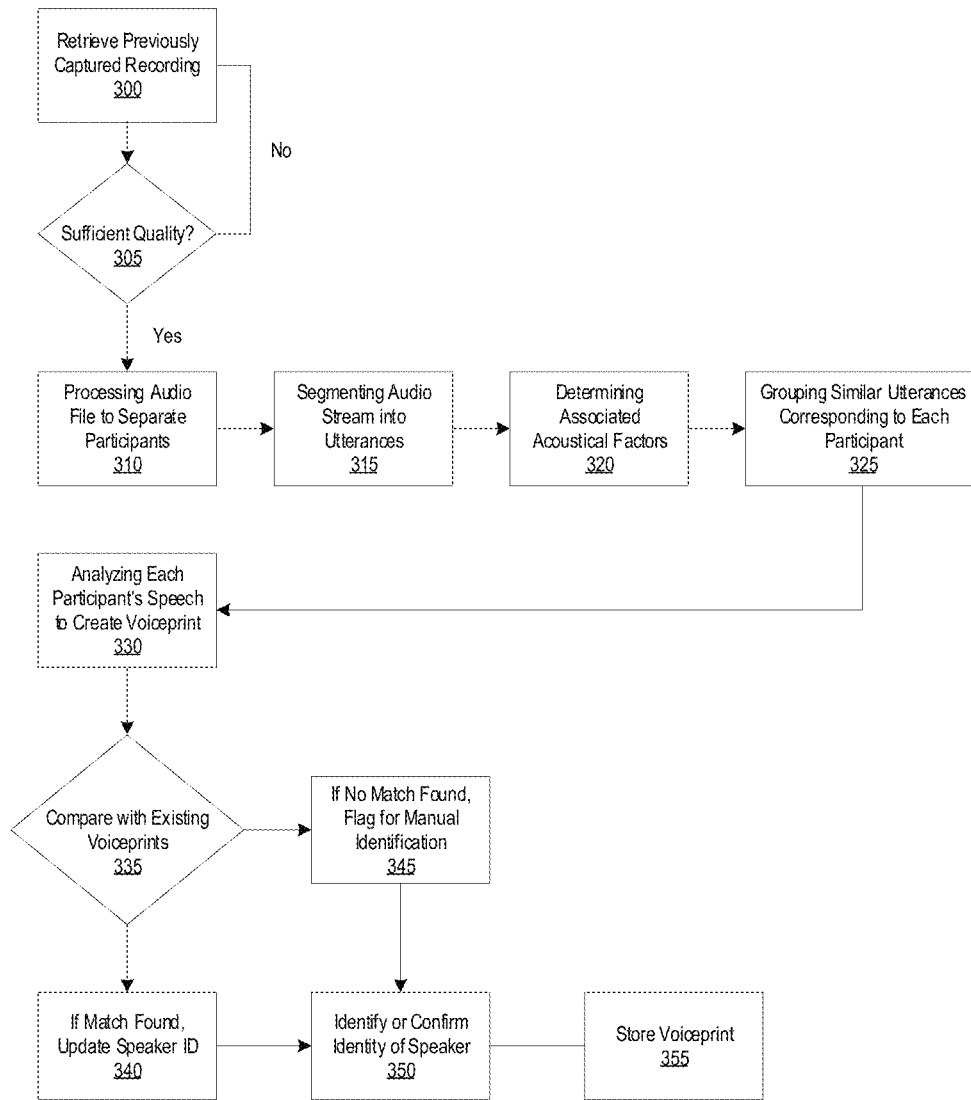 Retrieve Previously
Captured Recording
300
No
Sufficient Quality?
305
Yes
Processing Audio
File to Separate
Participants
310
Segmenting Audio
Stream into
Utterances
315
Determining
Associated
Acoustical Factors
320
Grouping Similar Utterances
Corresponding to Each
Participant
325
Analyzing Each
Participant's Speech
to Create Voiceprint
330
Compare with Existing
Voiceprints
335
If No Match Found,
Flag for Manual
Identification
345
If Match Found,
Update Speaker ID
340
Identify or Confirm
Identity of Speaker
350
Store Voiceprint
355